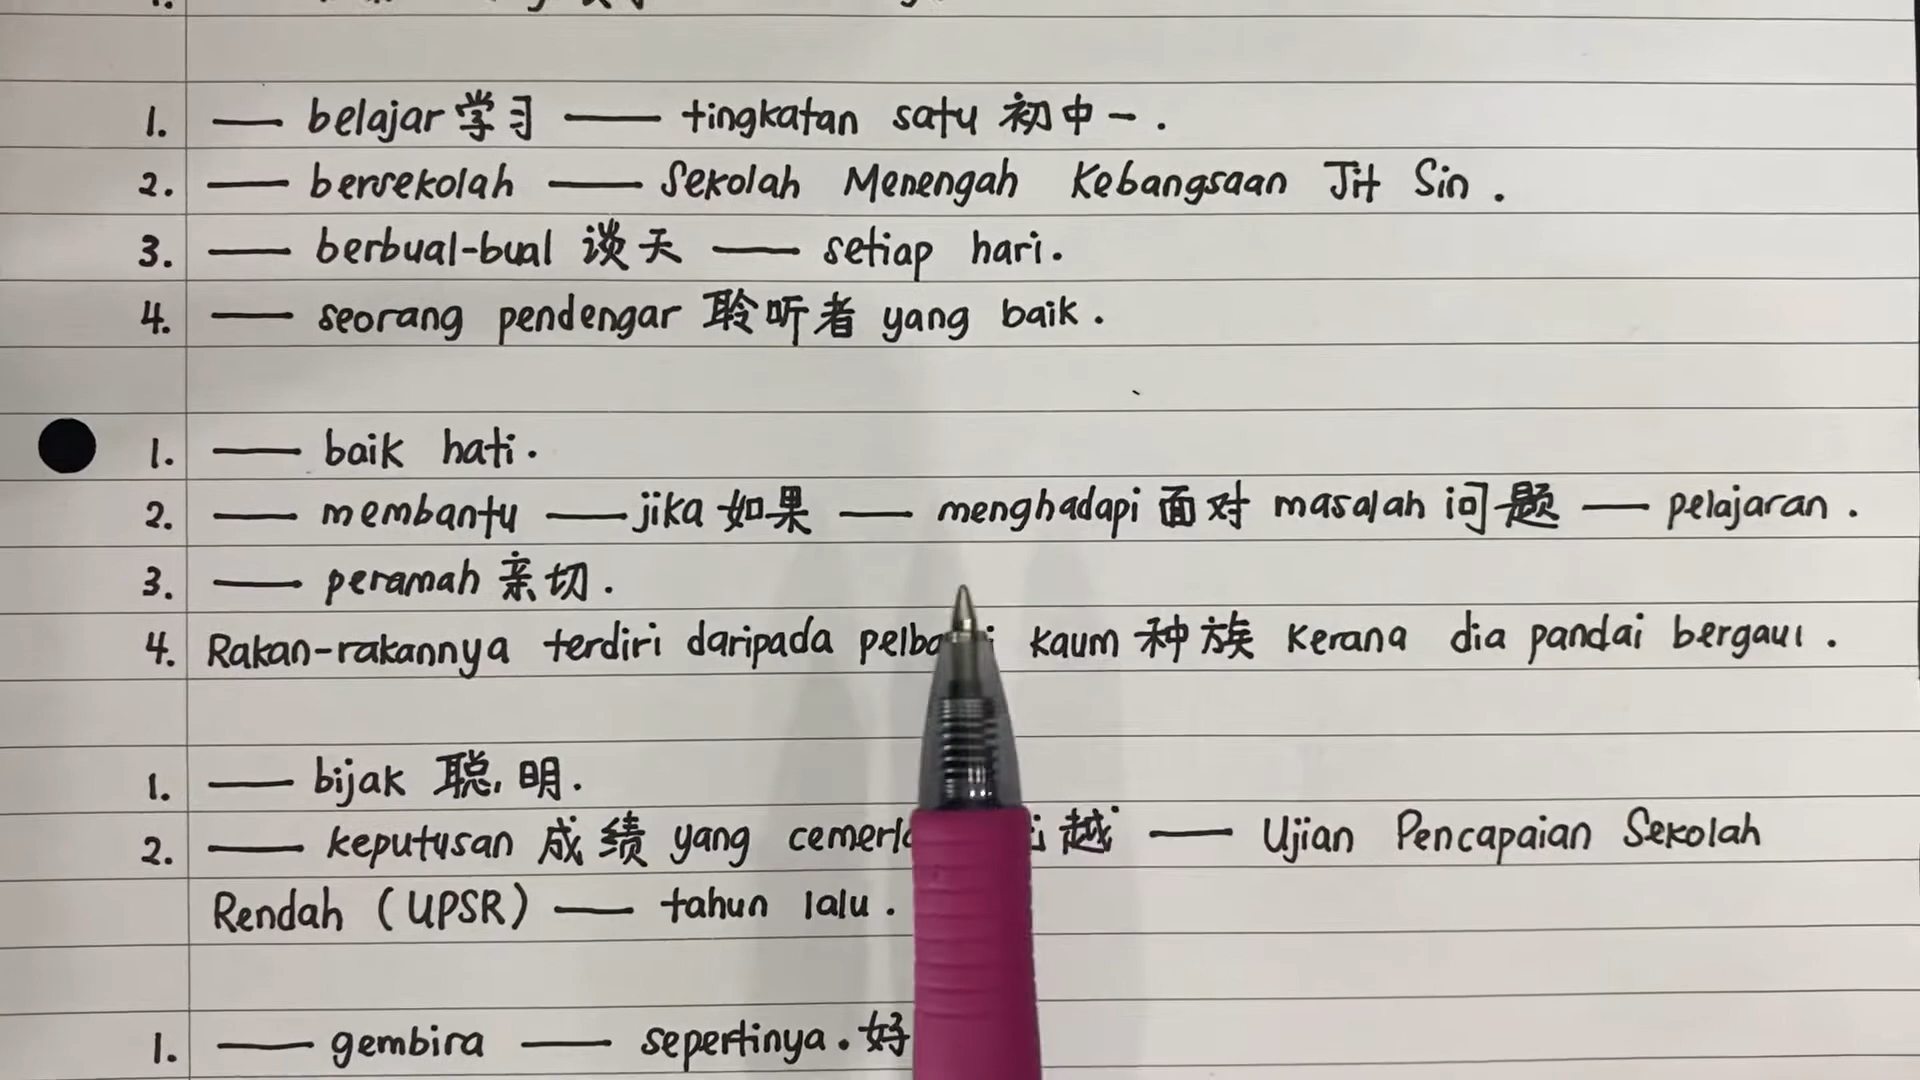 1. —— belajar 学习 —— tingkatan satu 初中一.
2. —— bersekolah —— Sekolah Menengah Kebangsaan Jit Sin.
3. —— berbual-bual 谈天 —— setiap hari.
4. —— seorang pendengar 聆听者 yang baik.
1. —— baik hati.
2. —— membantu —— jika 如果 —— menghadapi 面对 masalah 问题 —— pelajaran.
3. —— peramah 亲切.
4. Rakan-rakannya terdiri daripada kaum 种族 kerana dia pandai bergaul.
1. —— bijak 聪明.
2. —— keputusan 成绩 yang 越 —— Ujian Pencapaian Sekolah
Rendah (UPSR) —— tahun lalu.
1. —— gembira —— sepertinya. 好